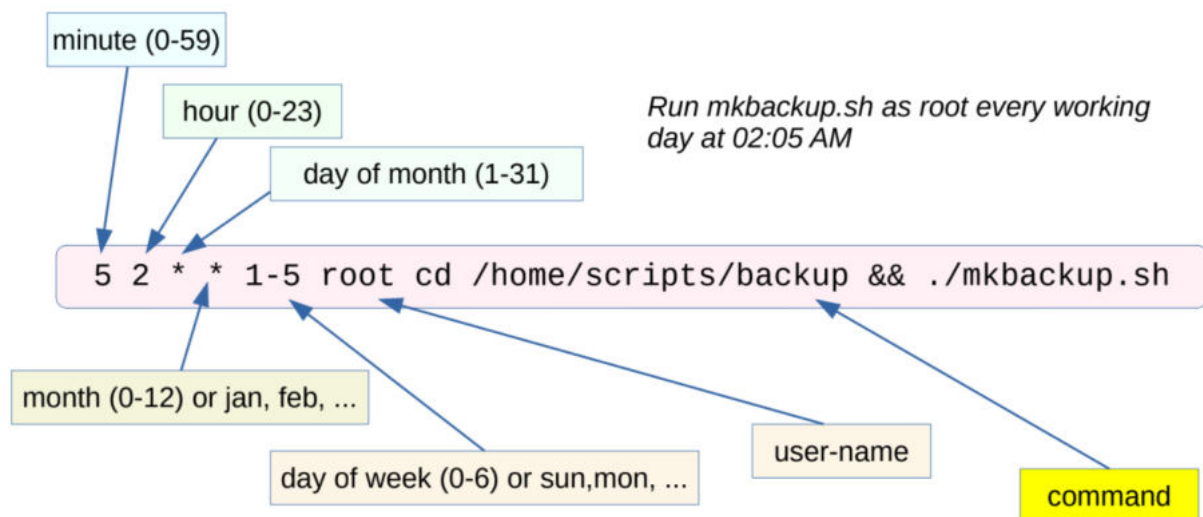 minute (0-59)
hour (0-23)
Run mkbackup.sh as root every working
day at 02:05 AM
day of month (1-31)
5 2 * * 1-5 root cd /home/scripts/backup && ./mkbackup.sh
month (0-12) or jan, feb, ...
day of week (0-6) or sun,mon, ...
user-name
command